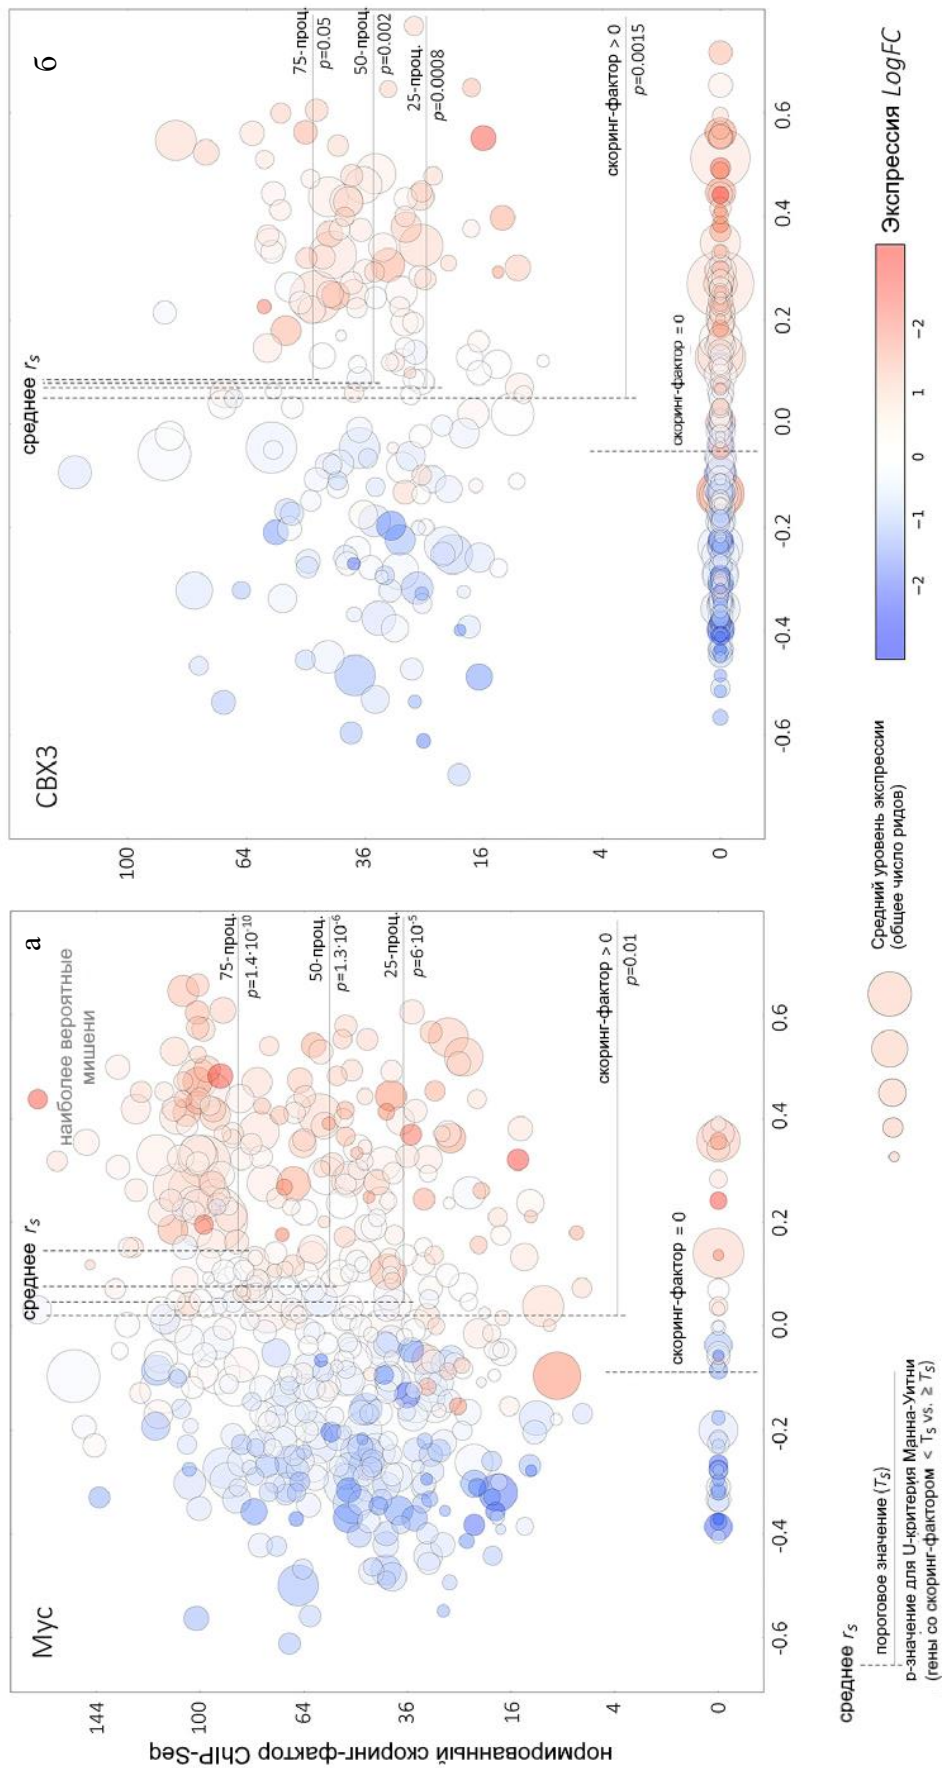 Myc
а
144
100
64
36
16
4
0
-0.6
-0.4
-0.2
0.0
0.2
0.4
0.6
нормированный скоринг-фактор ChIP-Seq
среднее rₛ
наиболее вероятные
мишени
75-проц.
p=1.4·10⁻¹⁰
50-проц.
p=1.3·10⁻⁶
25-проц.
p=6·10⁻⁵
скоринг-фактор > 0
p=0.01
скоринг-фактор = 0
CBX3
б
100
64
36
16
4
0
-0.6
-0.4
-0.2
0.0
0.2
0.4
0.6
среднее rₛ
75-проц.
p=0.05
50-проц.
p=0.002
25-проц.
p=0.0008
скоринг-фактор > 0
p=0.0015
скоринг-фактор = 0
среднее rₛ
пороговое значение (Tₛ)
p-значение для U-критерия Манна-Уитни
(гены со скоринг-фактором < Tₛ vs. ≥ Tₛ)
Средний уровень экспрессии
(общее число ридов)
−2
−1
0
1
−2
Экспрессия LogFC